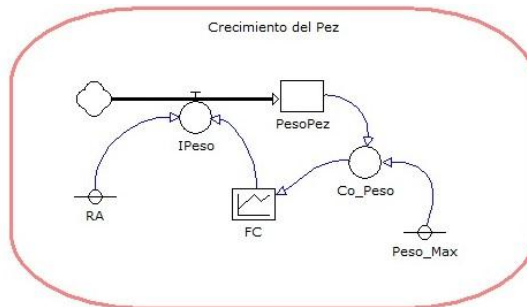 Crecimiento del Pez
PesoPez
IPeso
Co_Peso
RA
FC
Peso_Max